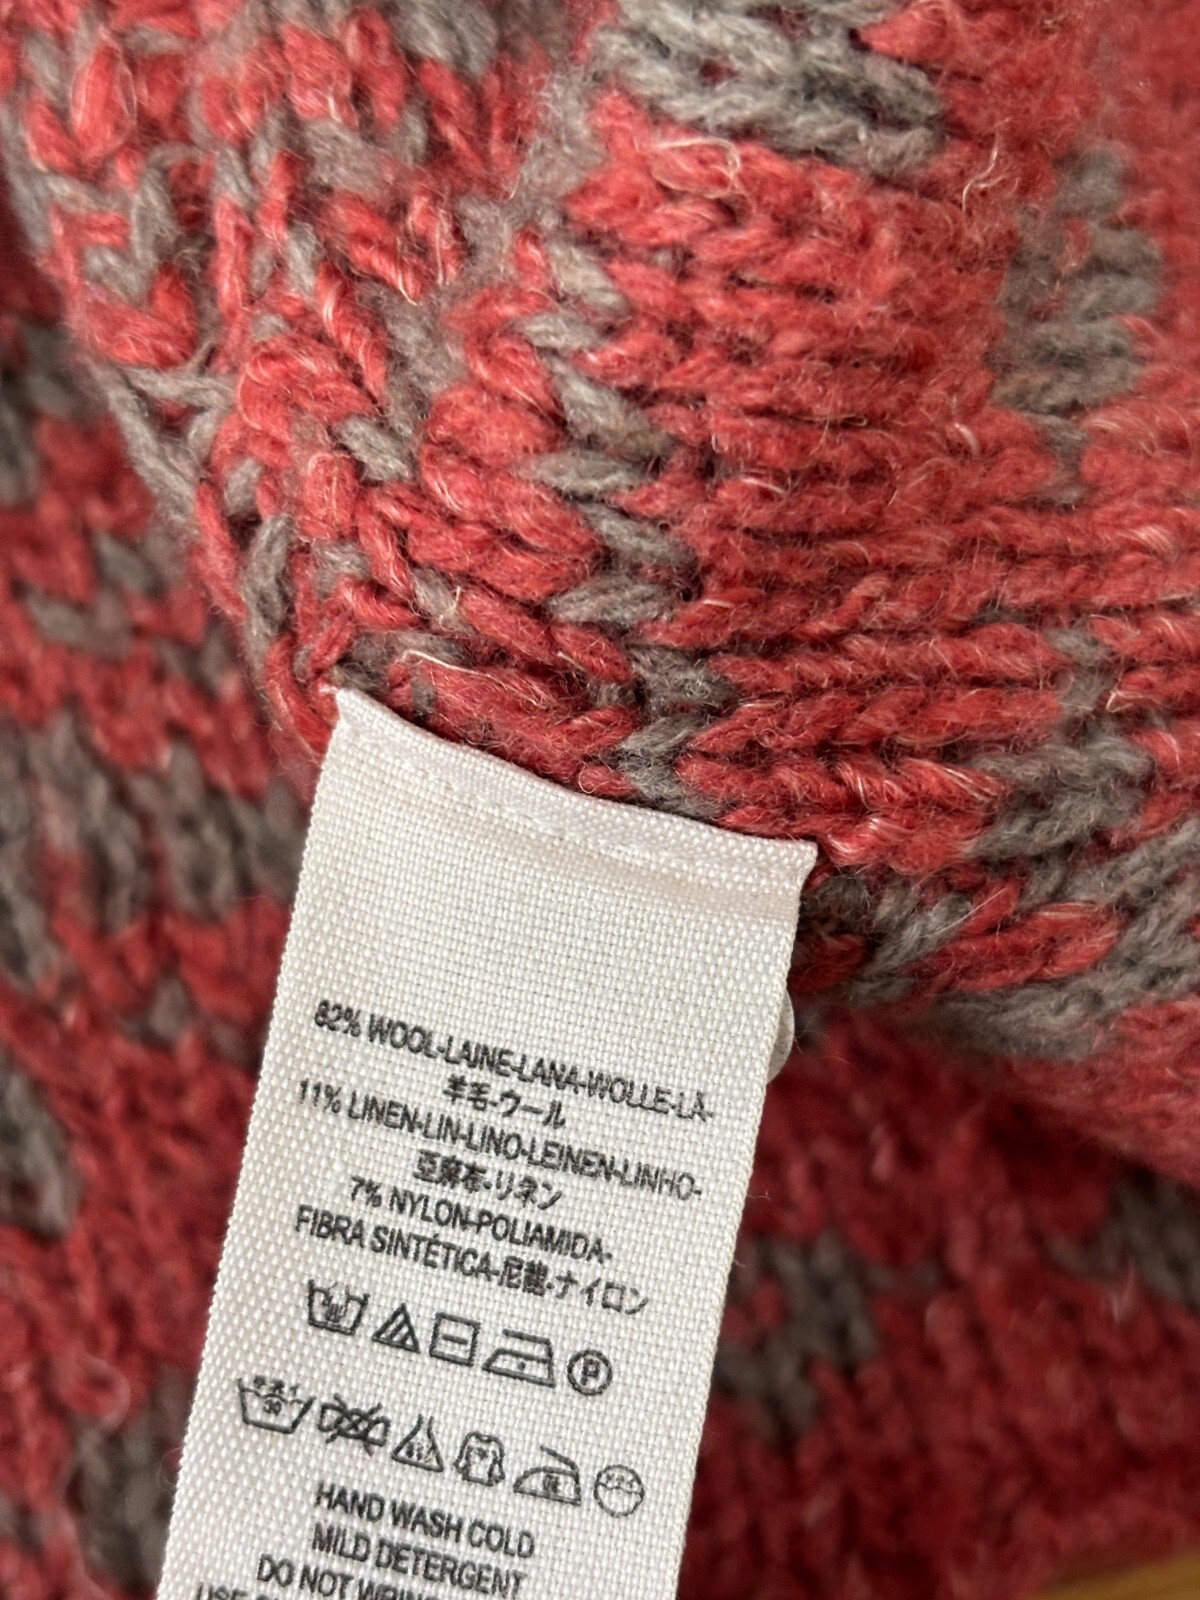 82% WOOL-LAINE-LANA-WOLLE-LÃ-
羊毛-ウール
11% LINEN-LIN-LINO-LEINEN-LINHO-
亞麻布-リネン
7% NYLON-POLIAMIDA-
FIBRA SINTÉTICA-尼龍-ナイロン
P
30
HAND WASH COLD
MILD DETERGENT
DO NOT WRING
USE